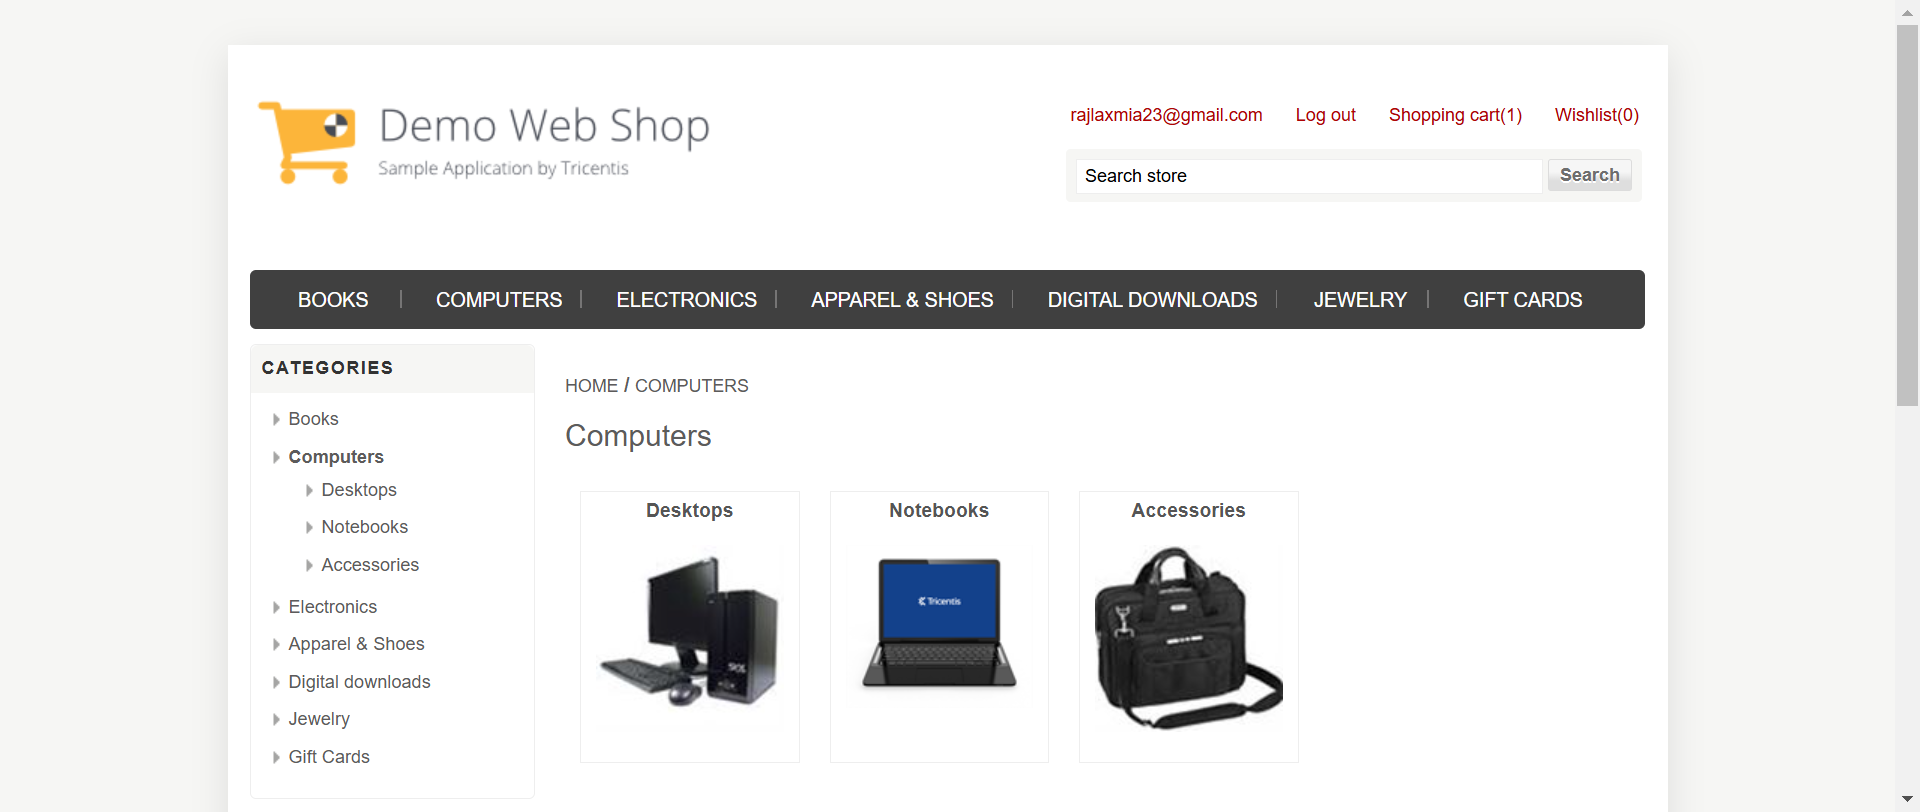 Demo Web Shop
Sample Application by Tricentis
rajlaxmia23@gmail.com Log out Shopping cart(1) Wishlist(0)
Search store Search
BOOKS COMPUTERS ELECTRONICS APPAREL & SHOES DIGITAL DOWNLOADS JEWELRY GIFT CARDS
CATEGORIES
Books
Computers
Desktops
Notebooks
Accessories
Electronics
Apparel & Shoes
Digital downloads
Jewelry
Gift Cards
HOME / COMPUTERS
Computers
Desktops
Notebooks
Tricentis
Accessories